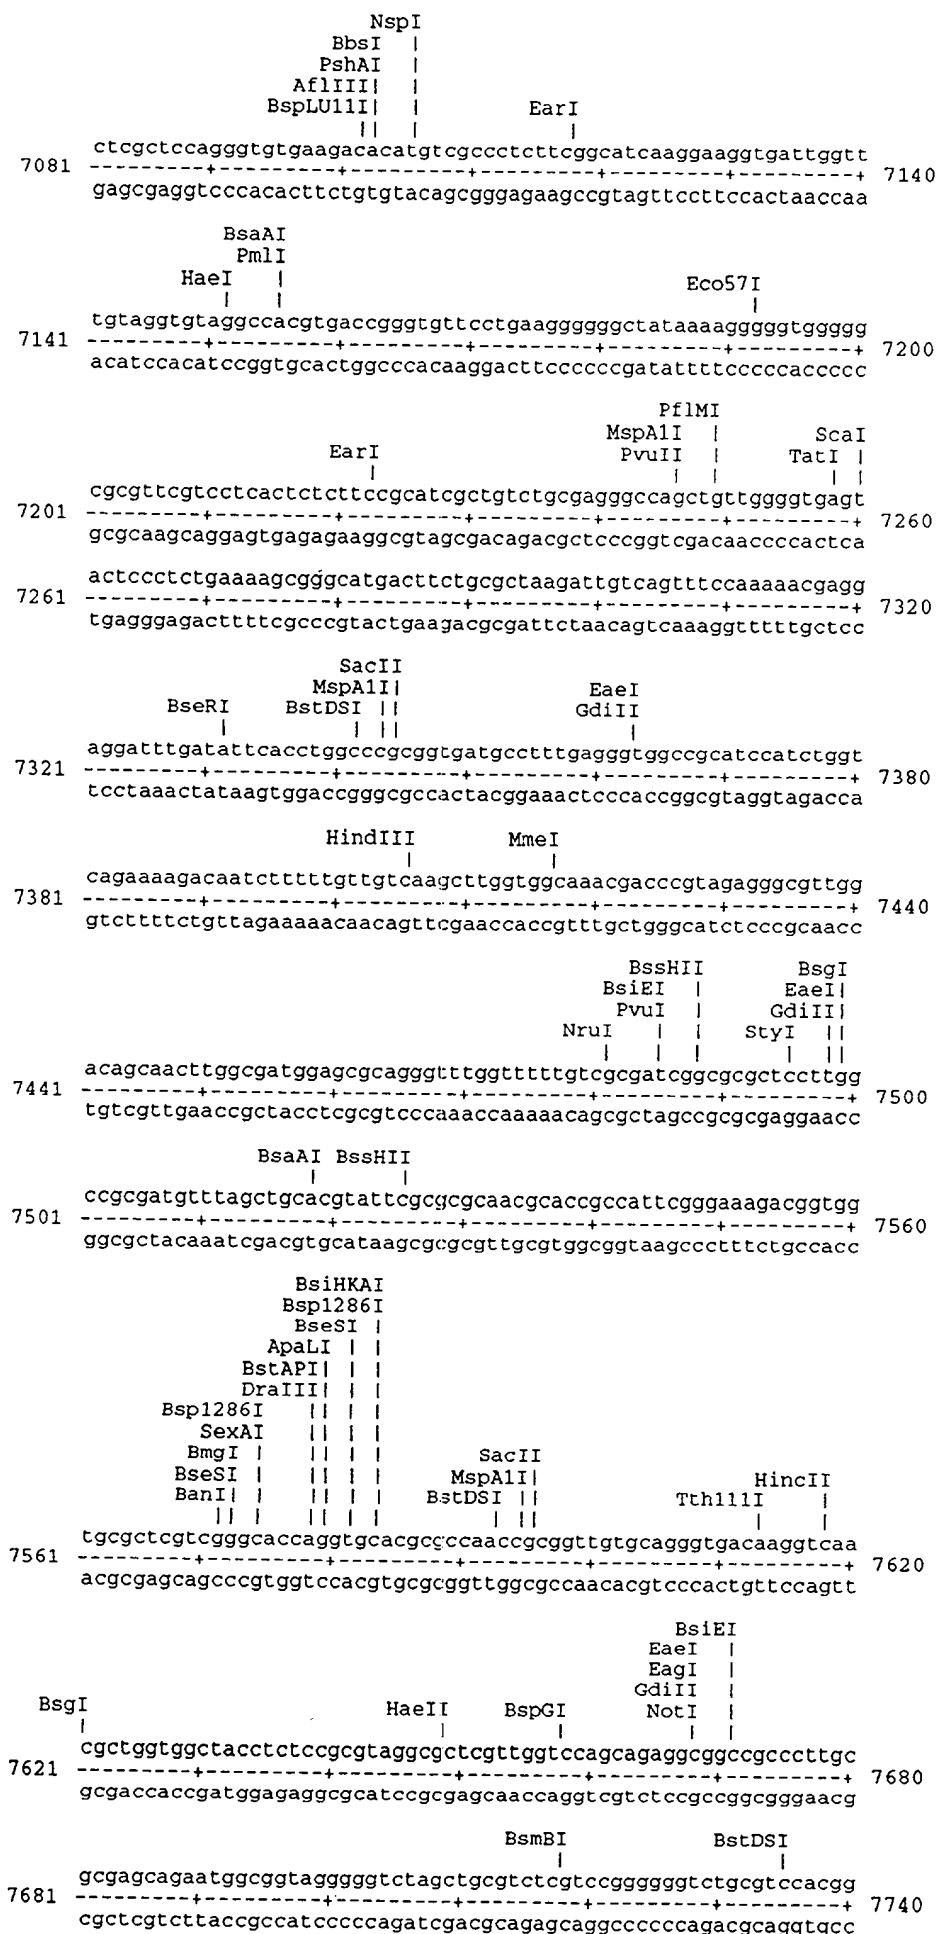 NspI
BbsI |
PshAI |
AflIII| |
BspLU11I| | EarI
|| | |
ctcgctccagggtgtgaagacacatgtcgccctcttcggcatcaaggaaggtgattggtt
7081 ---------+---------+---------+---------+---------+---------+ 7140
gagcgaggtcccacacttctgtgtacagcgggagaagccgtagttccttccactaaccaa
BsaAI
PmlI
HaeI | Eco57I
| | |
tgtaggtgtaggccacgtgaccgggtgttcctgaaggggggctataaaagggggtggggg
7141 ---------+---------+---------+---------+---------+---------+ 7200
acatccacatccggtgcactggcccacaaggacttccccccgatattttcccccaccccc
PflMI
MspA1I | ScaI
EarI PvuII | TatI |
| | | | |
cgcgttcgtcctcactctcttccgcatcgctgtctgcgagggccagctgttggggtgagt
7201 ---------+---------+---------+---------+---------+---------+ 7260
gcgcaagcaggagtgagagaaggcgtagcgacagacgctcccggtcgacaaccccactca
actccctctgaaaagcgggcatgacttctgcgctaagattgtcagtttccaaaaacgagg
7261 ---------+---------+---------+---------+---------+---------+ 7320
tgagggagacttttcgcccgtactgaagacgcgattctaacagtcaaaggtttttgctcc
SacII
MspA1I| EaeI
BseRI BstDSI || GdiII
| | || |
aggatttgatattcacctggcccgcggtgatgcctttgagggtggccgcatccatctggt
7321 ---------+---------+---------+---------+---------+---------+ 7380
tcctaaactataagtggaccgggcgccactacggaaactcccaccggcgtaggtagacca
HindIII MmeI
| |
cagaaaagacaatctttttgttgtcaagcttggtggcaaacgacccgtagagggcgttgg
7381 ---------+---------+---------+---------+---------+---------+ 7440
gtcttttctgttagaaaaacaacagttcgaaccaccgtttgctgggcatctcccgcaacc
BssHII BsgI
BsiEI | EaeI|
PvuI | GdiII|
NruI | | StyI ||
| | | | ||
acagcaacttggcgatggagcgcagggtttggtttttgtcgcgatcggcgcgctccttgg
7441 ---------+---------+---------+---------+---------+---------+ 7500
tgtcgttgaaccgctacctcgcgtcccaaaccaaaaacagcgctagccgcgcgaggaacc
BsaAI BssHII
| |
ccgcgatgtttagctgcacgtattcgcgcgcaacgcaccgccattcgggaaagacggtgg
7501 ---------+---------+---------+---------+---------+---------+ 7560
ggcgctacaaatcgacgtgcataagcgcgcgttgcgtggcggtaagccctttctgccacc
BsiHKAI
Bsp1286I
BseSI |
ApaLI | |
BstAPI| | |
DraIII| | |
Bsp1286I || | |
SexAI || | |
BmgI | || | | SacII
BseSI | || | | MspA1I| HincII
BanI| | || | | BstDSI || Tth111I |
|| | || | | | || | |
tgcgctcgtcgggcaccaggtgcacgcgccaaccgcggttgtgcagggtgacaaggtcaa
7561 ---------+---------+---------+---------+---------+---------+ 7620
acgcgagcagcccgtggtccacgtgcgcggttggcgccaacacgtcccactgttccagtt
BsiEI
EaeI |
EagI |
GdiII |
BsgI HaeII BspGI NotI |
| | | | |
cgctggtggctacctctccgcgtaggcgctcgttggtccagcagaggcggccgcccttgc
7621 ---------+---------+---------+---------+---------+---------+ 7680
gcgaccaccgatggagaggcgcatccgcgagcaaccaggtcgtctccgccggcgggaacg
BsmBI BstDSI
| |
gcgagcagaatggcggtagggggtctagctgcgtctcgtccggggggtctgcgtccacgg
7681 ---------+---------+---------+---------+---------+---------+ 7740
cgctcgtcttaccgccatcccccagatcgacgcagagcaggccccccagacgcaggtgcc